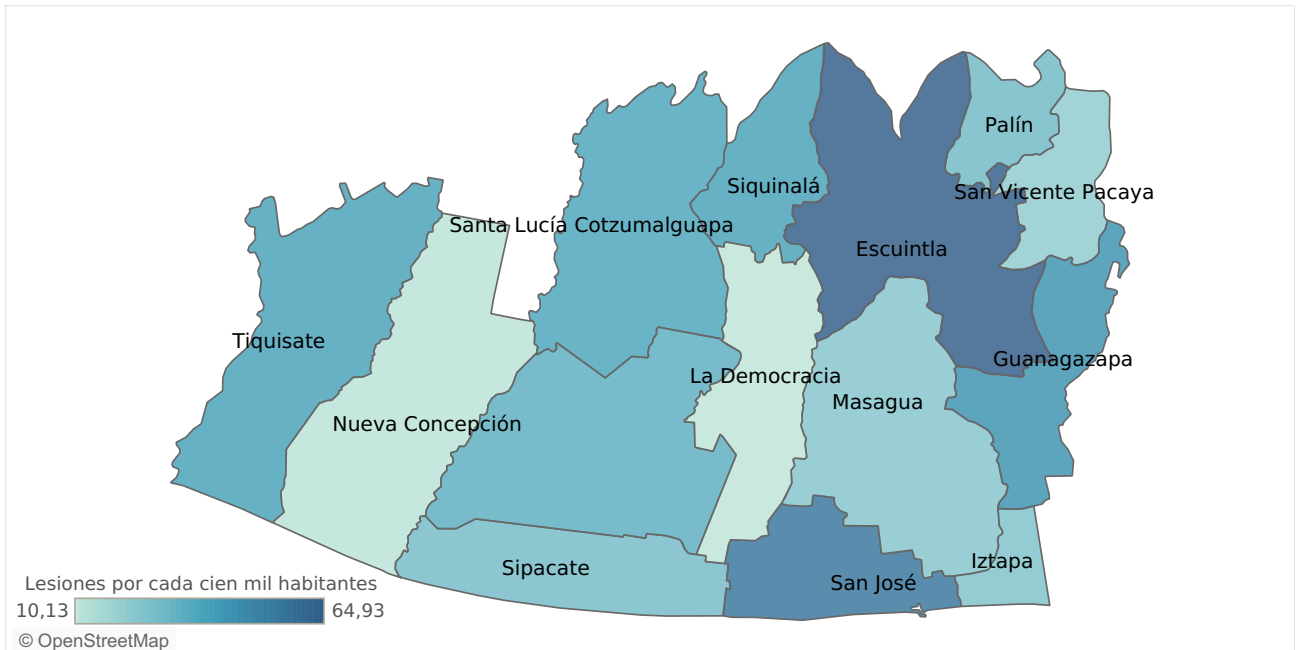 Palín
Siquinalá
San Vicente Pacaya
Santa Lucía Cotzumalguapa
Escuintla
Tiquisate
Guanagazapa
La Democracia
Masagua
Nueva Concepción
Iztapa
Sipacate
San José
Lesiones por cada cien mil habitantes
10,13
64,93
© OpenStreetMap